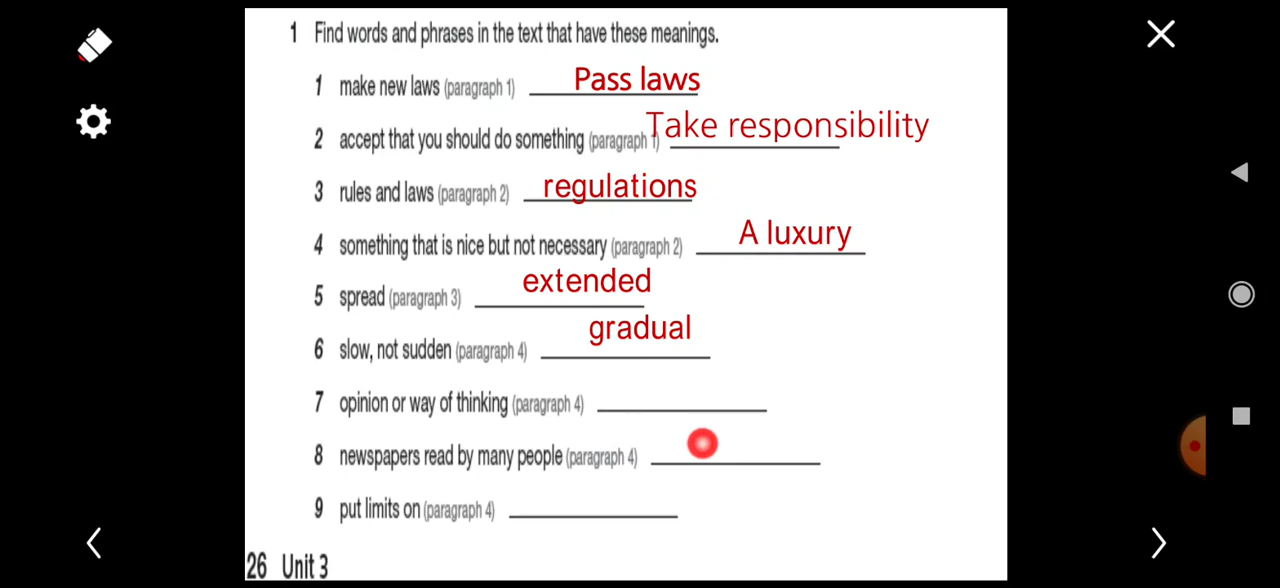 1 Find words and phrases in the text that have these meanings.
1 make new laws (paragraph 1) Pass laws
2 accept that you should do something (paragraph 1) Take responsibility
3 rules and laws (paragraph 2) regulations
4 something that is nice but not necessary (paragraph 2) A luxury
5 spread (paragraph 3) extended
6 slow, not sudden (paragraph 4) gradual
7 opinion or way of thinking (paragraph 4)
8 newspapers read by many people (paragraph 4)
9 put limits on (paragraph 4)
26 Unit 3